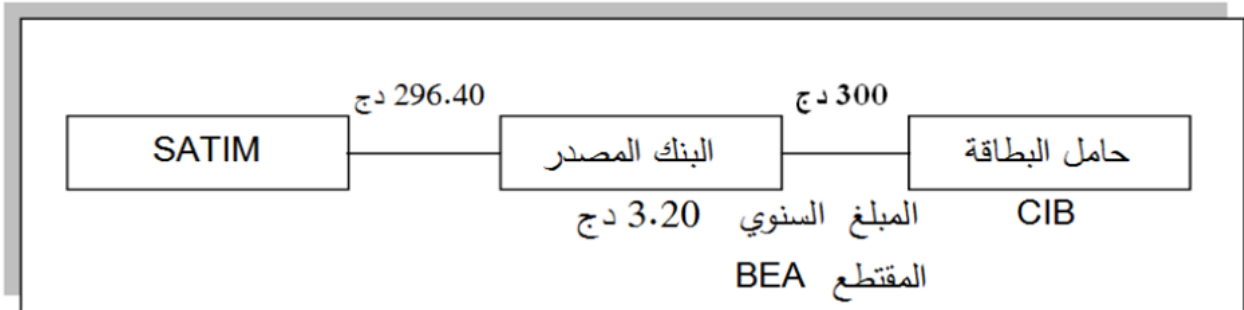 300 دج 296.40 دج
حامل البطاقة البنك المصدر SATIM
CIB المبلغ السنوي 3.20 دج
المقتطع BEA